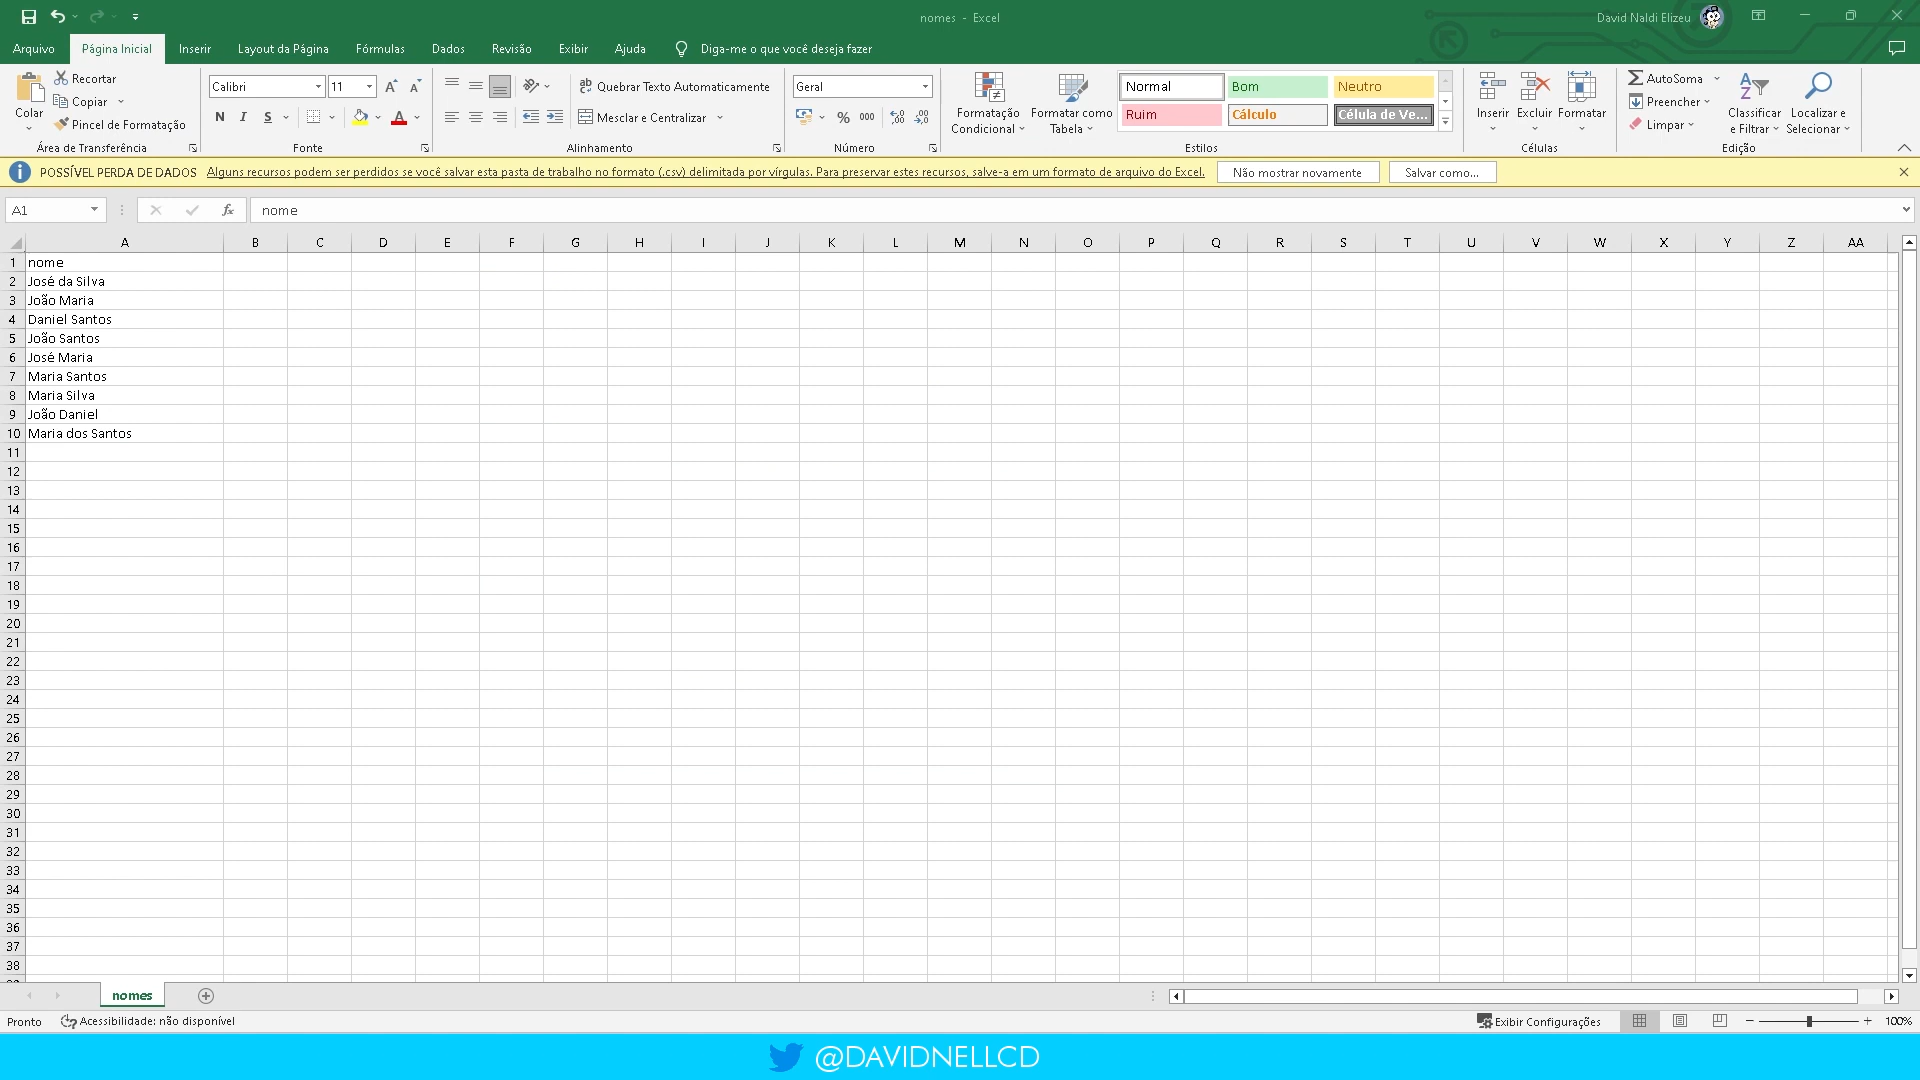 nomes - Excel
David Naldi Elizeu
Arquivo Página Inicial Inserir Layout da Página Fórmulas Dados Revisão Exibir Ajuda Diga-me o que você deseja fazer
Colar
Recortar
Copiar
Pincel de Formatação
Área de Transferência
Calibri 11
N I S
Fonte
Quebrar Texto Automaticamente
Mesclar e Centralizar
Alinhamento
Geral
% 000
Número
Formatação Condicional
Formatar como Tabela
Normal Bom Neutro
Ruim Cálculo Célula de Ve...
Estilos
Inserir Excluir Formatar
Células
AutoSoma
Preencher
Limpar
Classificar e Filtrar
Localizar e Selecionar
Edição
POSSÍVEL PERDA DE DADOS Alguns recursos podem ser perdidos se você salvar esta pasta de trabalho no formato (.csv) delimitada por vírgulas. Para preservar estes recursos, salve-a em um formato de arquivo do Excel. Não mostrar novamente Salvar como...
A1 fx nome
A B C D E F G H I J K L M N O P Q R S T U V W X Y Z AA
1 nome
2 José da Silva
3 João Maria
4 Daniel Santos
5 João Santos
6 José Maria
7 Maria Santos
8 Maria Silva
9 João Daniel
10 Maria dos Santos
11
12
13
14
15
16
17
18
19
20
21
22
23
24
25
26
27
28
29
30
31
32
33
34
35
36
37
38
nomes
Pronto Acessibilidade: não disponível Exibir Configurações 100%
@DAVIDNELLCD